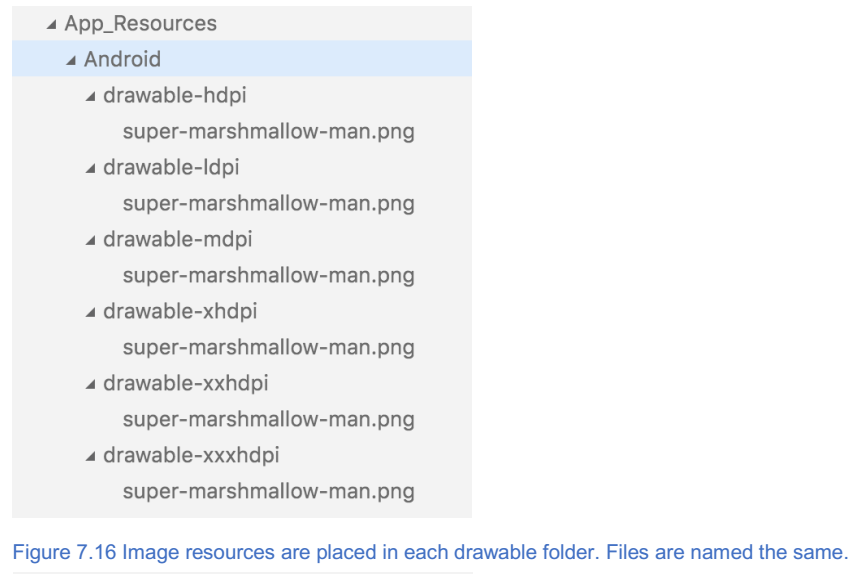 App_Resources
Android
drawable-hdpi
super-marshmallow-man.png
drawable-ldpi
super-marshmallow-man.png
drawable-mdpi
super-marshmallow-man.png
drawable-xhdpi
super-marshmallow-man.png
drawable-xxhdpi
super-marshmallow-man.png
drawable-xxxhdpi
super-marshmallow-man.png
Figure 7.16 Image resources are placed in each drawable folder. Files are named the same.